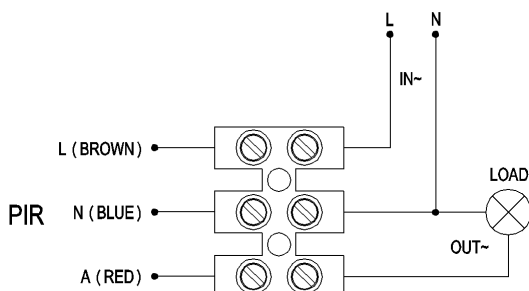 L N
IN~
L (BROWN)
LOAD
PIR N (BLUE)
OUT~
A (RED)